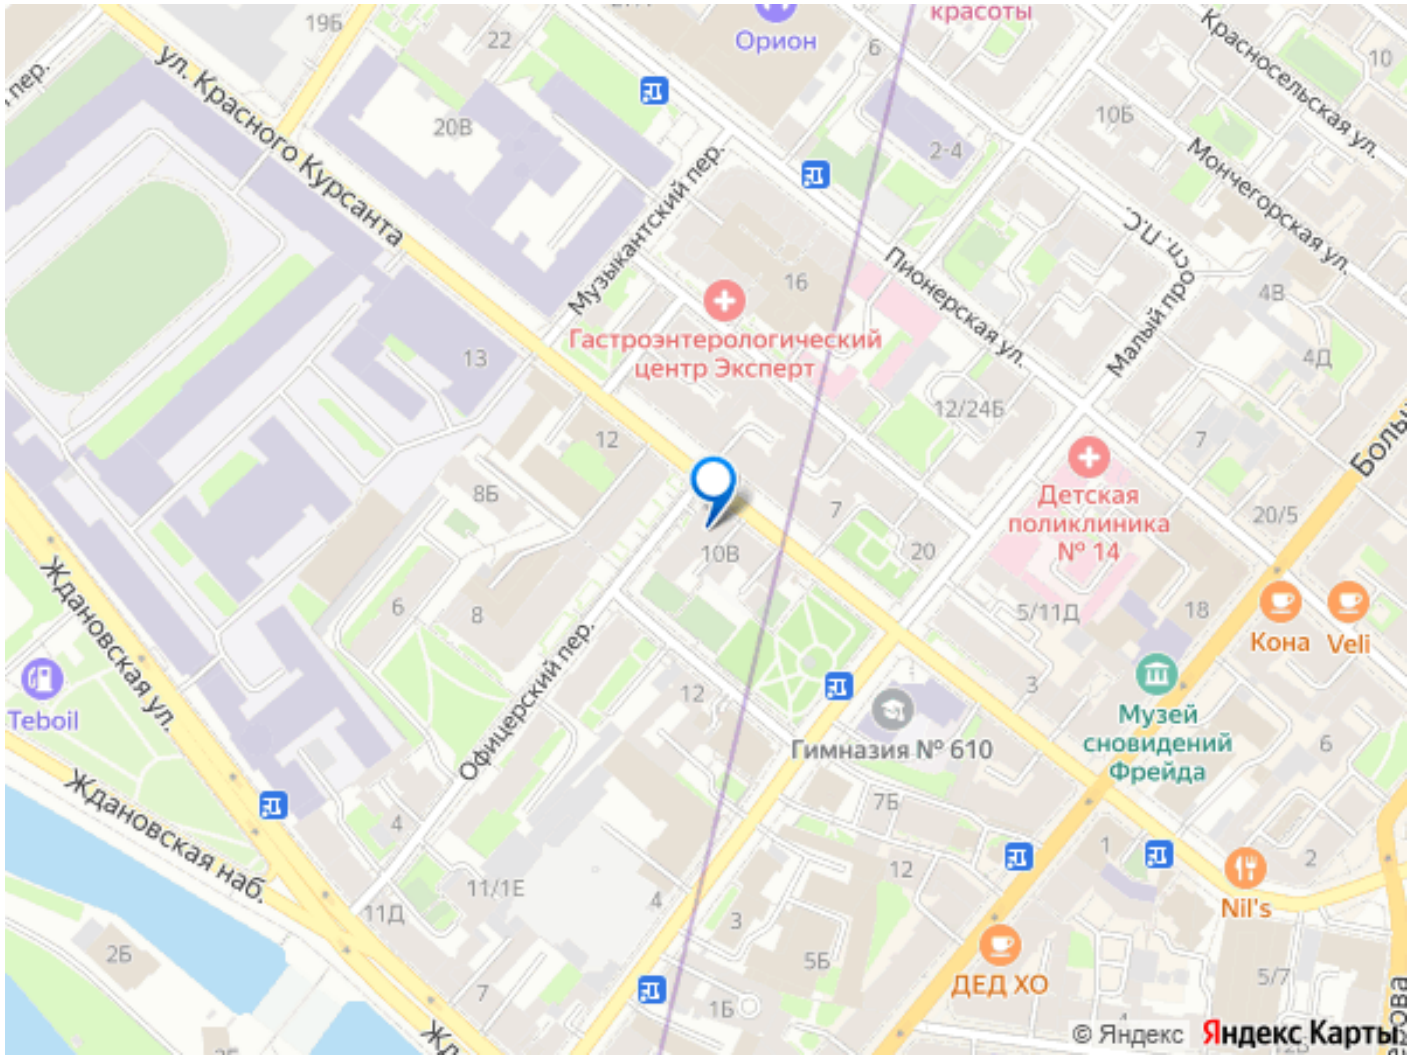 19Б
22
Орион
красоты
6
Красносельская ул.
10
пер.
ул. Красного Курсанта
20В
2-4
10Б
Мончегорская ул.
Музыкантский пер.
Пионерская ул.
Малый просп. П.С.
16
4В
4Д
Гастроэнтерологический
центр Эксперт
13
12/24Б
7
12
8Б
7
20
10В
Детская
поликлиника
№ 14
20/5
6
8
5/11Д
18
Кона
Veli
Ждановская ул.
Teboil
Офицерский пер.
12
3
Гимназия № 610
Музей
сновидений
Фрейда
6
Ждановская наб.
4
7Б
1
2
12
11/1Е
11Д
4
3
Nil's
2Б
5Б
ДЕД ХО
5/7
7
1Б
© Яндекс
Яндекс Карты